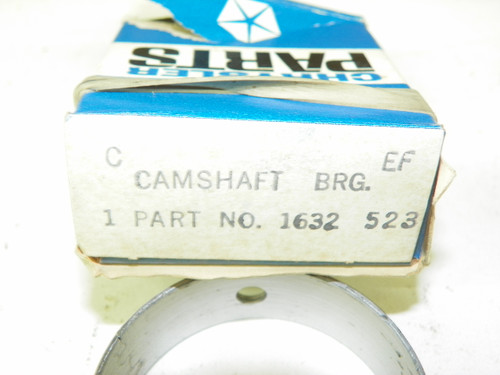 CHRYSLER
PARTS
C EF
CAMSHAFT BRG.
1 PART NO. 1632 523